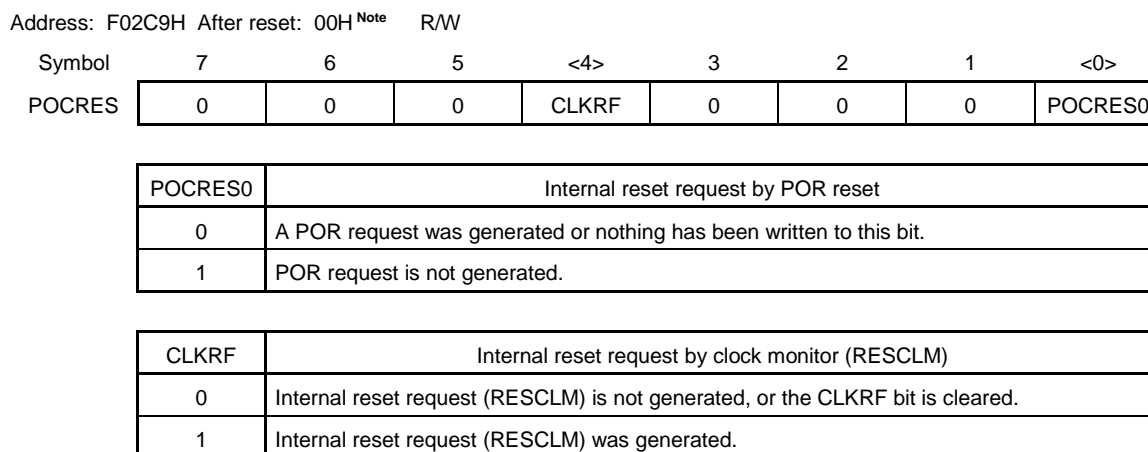 Address: F02C9H After reset: 00H Note R/W
Symbol 7 6 5 <4> 3 2 1 <0>
POCRES 0 0 0 CLKRF 0 0 0 POCRES0
POCRES0 Internal reset request by POR reset
0 A POR request was generated or nothing has been written to this bit.
1 POR request is not generated.
CLKRF Internal reset request by clock monitor (RESCLM)
0 Internal reset request (RESCLM) is not generated, or the CLKRF bit is cleared.
1 Internal reset request (RESCLM) was generated.